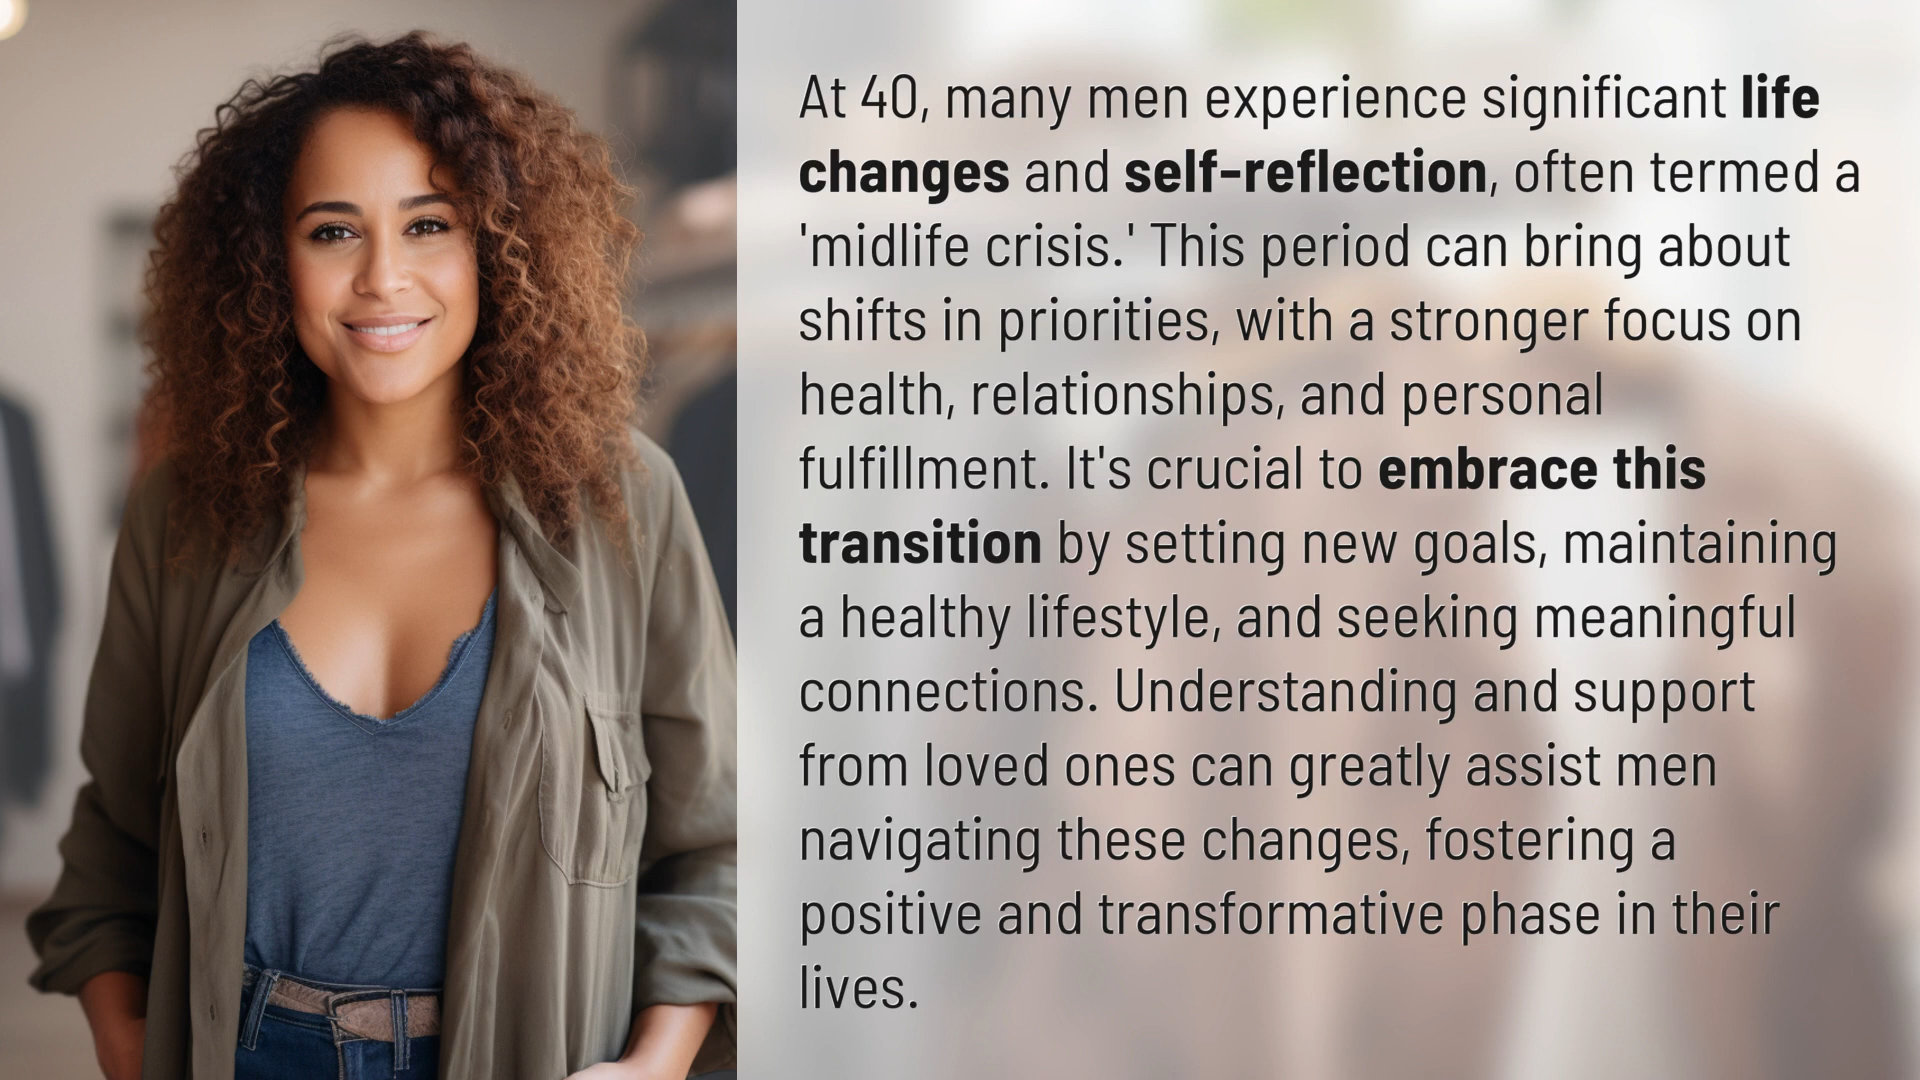 At 40, many men experience significant life
changes and self-reflection, often termed a
'midlife crisis.' This period can bring about
shifts in priorities, with a stronger focus on
health, relationships, and personal
fulfillment. It's crucial to embrace this
transition by setting new goals, maintaining
a healthy lifestyle, and seeking meaningful
connections. Understanding and support
from loved ones can greatly assist men
navigating these changes, fostering a
positive and transformative phase in their
lives.